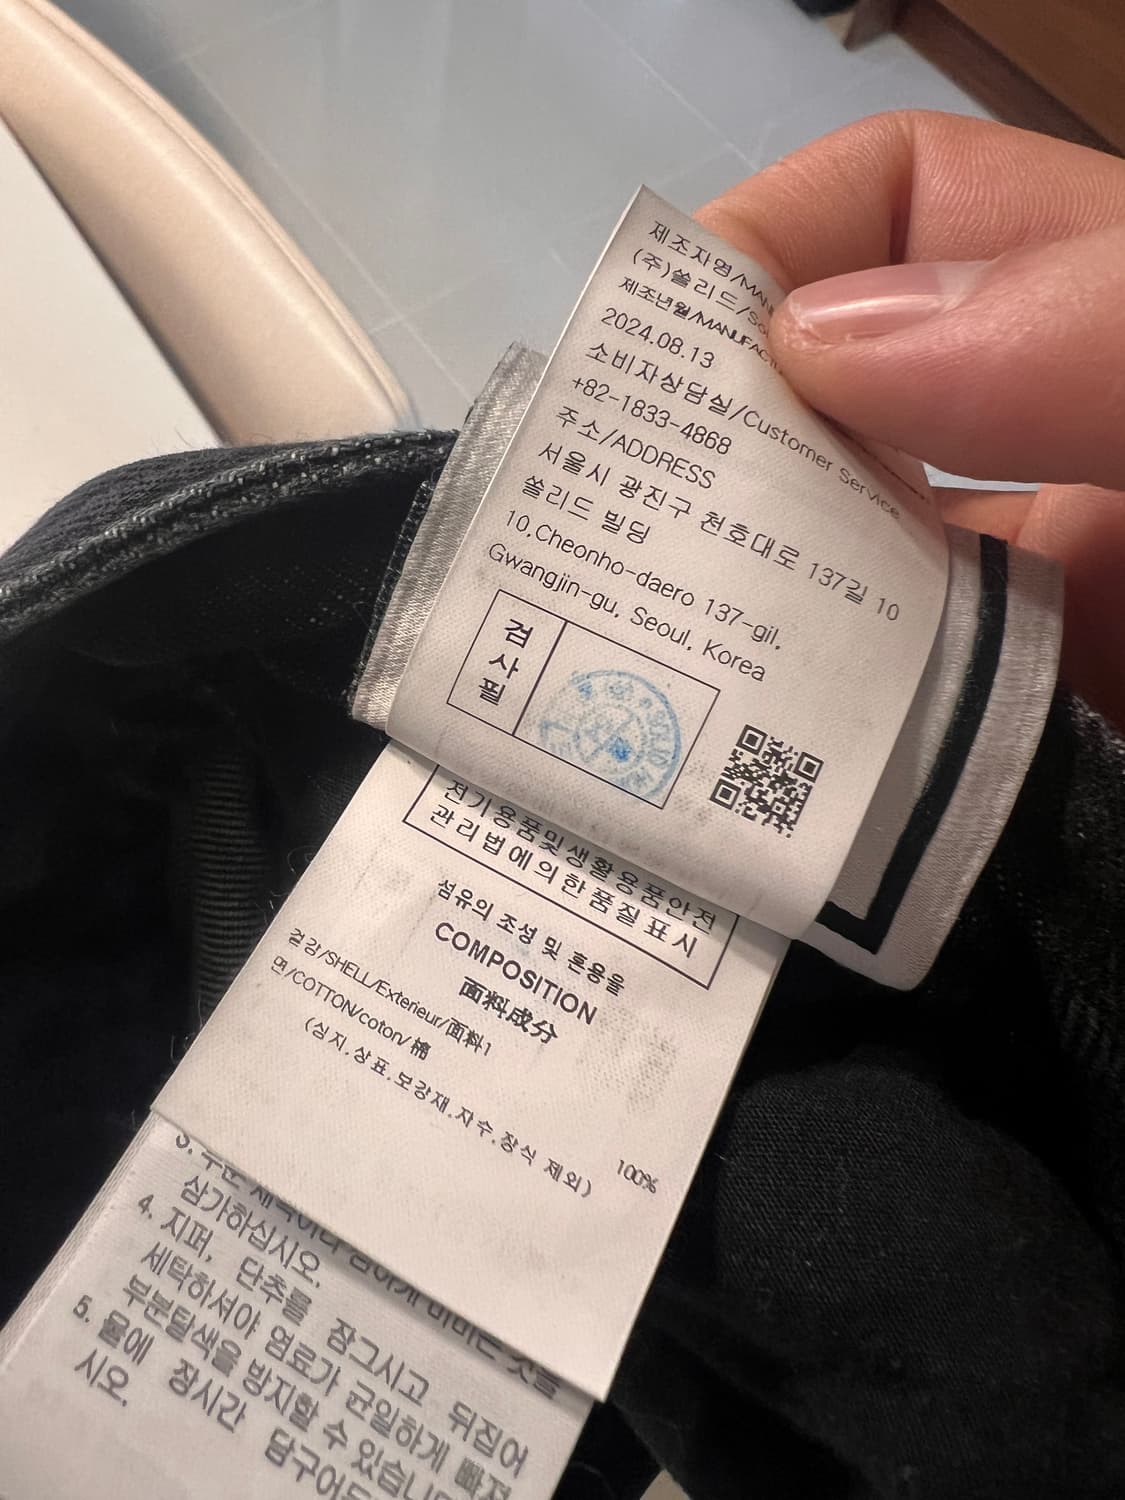 제조자명/MAN
(주)쏠리드/So
제조년월/MANUFACTU
2024.08.13
소비자상담실/Customer Service
+82-1833-4868
주소/ADDRESS
서울시 광진구 천호대로 137길 10
쏠리드 빌딩
10,Cheonho-daero 137-gil,
Gwangjin-gu, Seoul, Korea
검사필
전기용품및생활용품안전
관리법에의한품질표시
섬유의 조성 및 혼용율
COMPOSITION
面料成分
겉감/SHELL/Exterieur/面料1
면/COTTON/coton/棉
100%
(심지.상표.보강재.자수.장식 제외)
3.
삼가하십시오.
4. 지퍼, 단추를 잠그시고 뒤집어
세탁하셔야 염료가 균일하게 빠져
부분탈색을 방지할 수 있습니
5. 물에 장시간 담구어
시오.